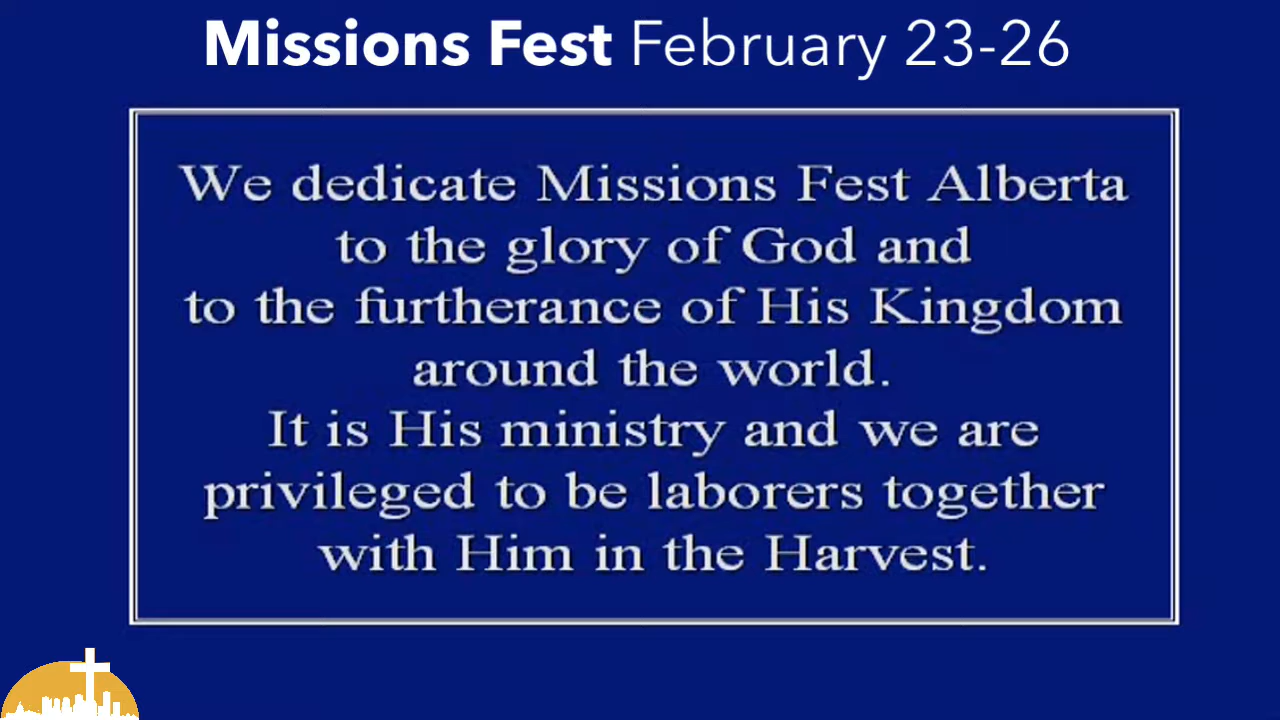 Missions Fest February 23-26
We dedicate Missions Fest Alberta
to the glory of God and
to the furtherance of His Kingdom
around the world.
It is His ministry and we are
privileged to be laborers together
with Him in the Harvest.